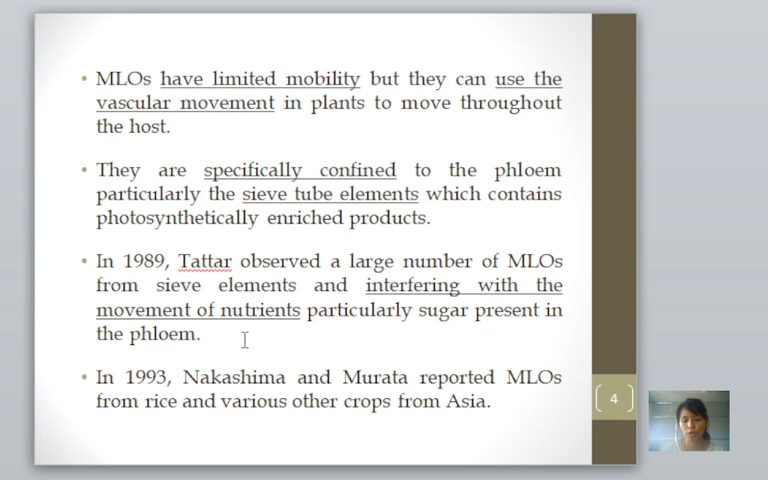 • MLOs have limited mobility but they can use the
vascular movement in plants to move throughout
the host.
• They are specifically confined to the phloem
particularly the sieve tube elements which contains
photosynthetically enriched products.
• In 1989, Tattar observed a large number of MLOs
from sieve elements and interfering with the
movement of nutrients particularly sugar present in
the phloem.
• In 1993, Nakashima and Murata reported MLOs
from rice and various other crops from Asia.
4